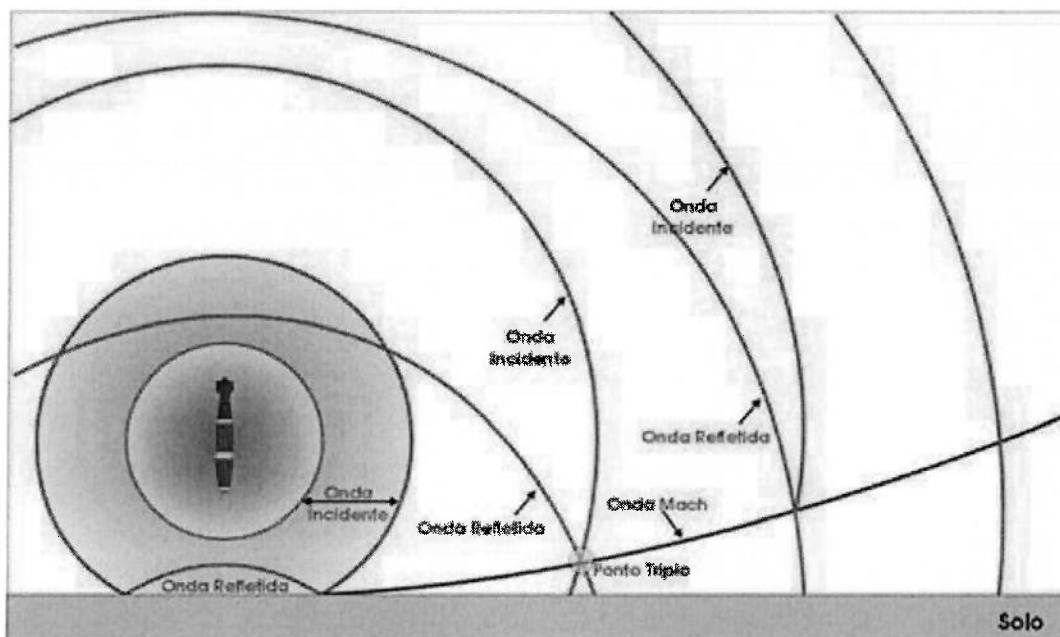 Onda
Incidente
Onda
Incidente
Onda Refletida
Onda
Incidente
Onda Refletida
Onda Mach
Ponto Triplo
Onda Refletida
Solo